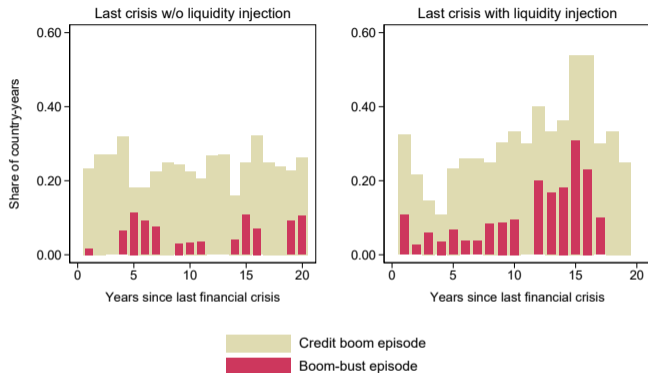 Last crisis w/o liquidity injection
Last crisis with liquidity injection
Share of country-years
0.60
0.40
0.20
0.00
0 5 10 15 20
Years since last financial crisis
0.60
0.40
0.20
0.00
0 5 10 15 20
Years since last financial crisis
Credit boom episode
Boom-bust episode